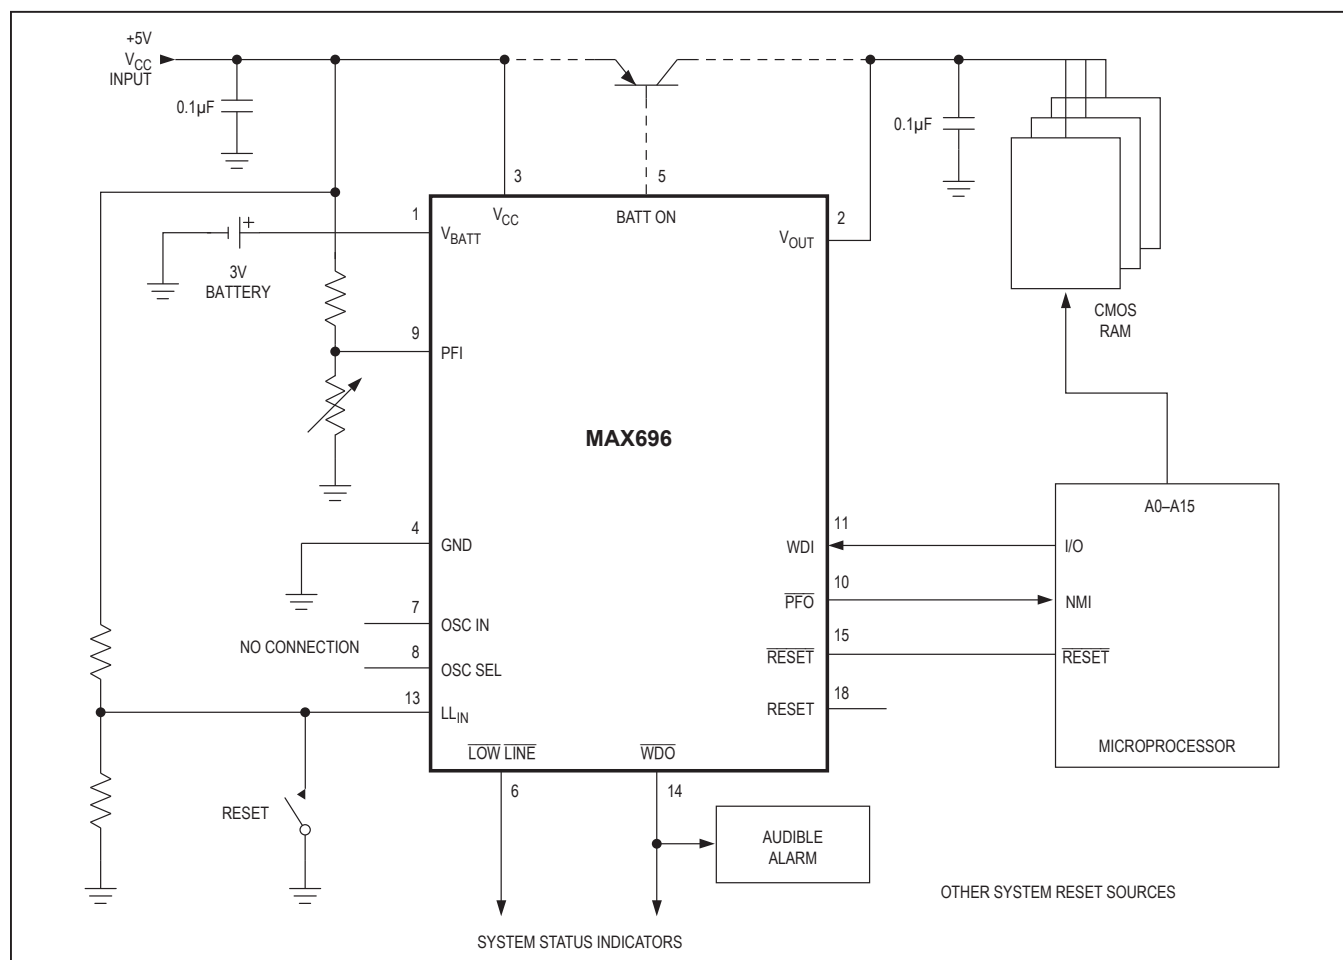 +5V
VCC
INPUT
0.1µF
0.1µF
3
5
1
VCC
BATT ON
2
VBATT
VOUT
+
3V
BATTERY
CMOS
RAM
9
PFI
MAX696
A0–A15
4
GND
11
WDI
I/O
10
PFO
NMI
7
OSC IN
NO CONNECTION
15
RESET
RESET
8
OSC SEL
13
LLIN
18
RESET
LOW LINE
WDO
MICROPROCESSOR
6
14
RESET
AUDIBLE
ALARM
OTHER SYSTEM RESET SOURCES
SYSTEM STATUS INDICATORS